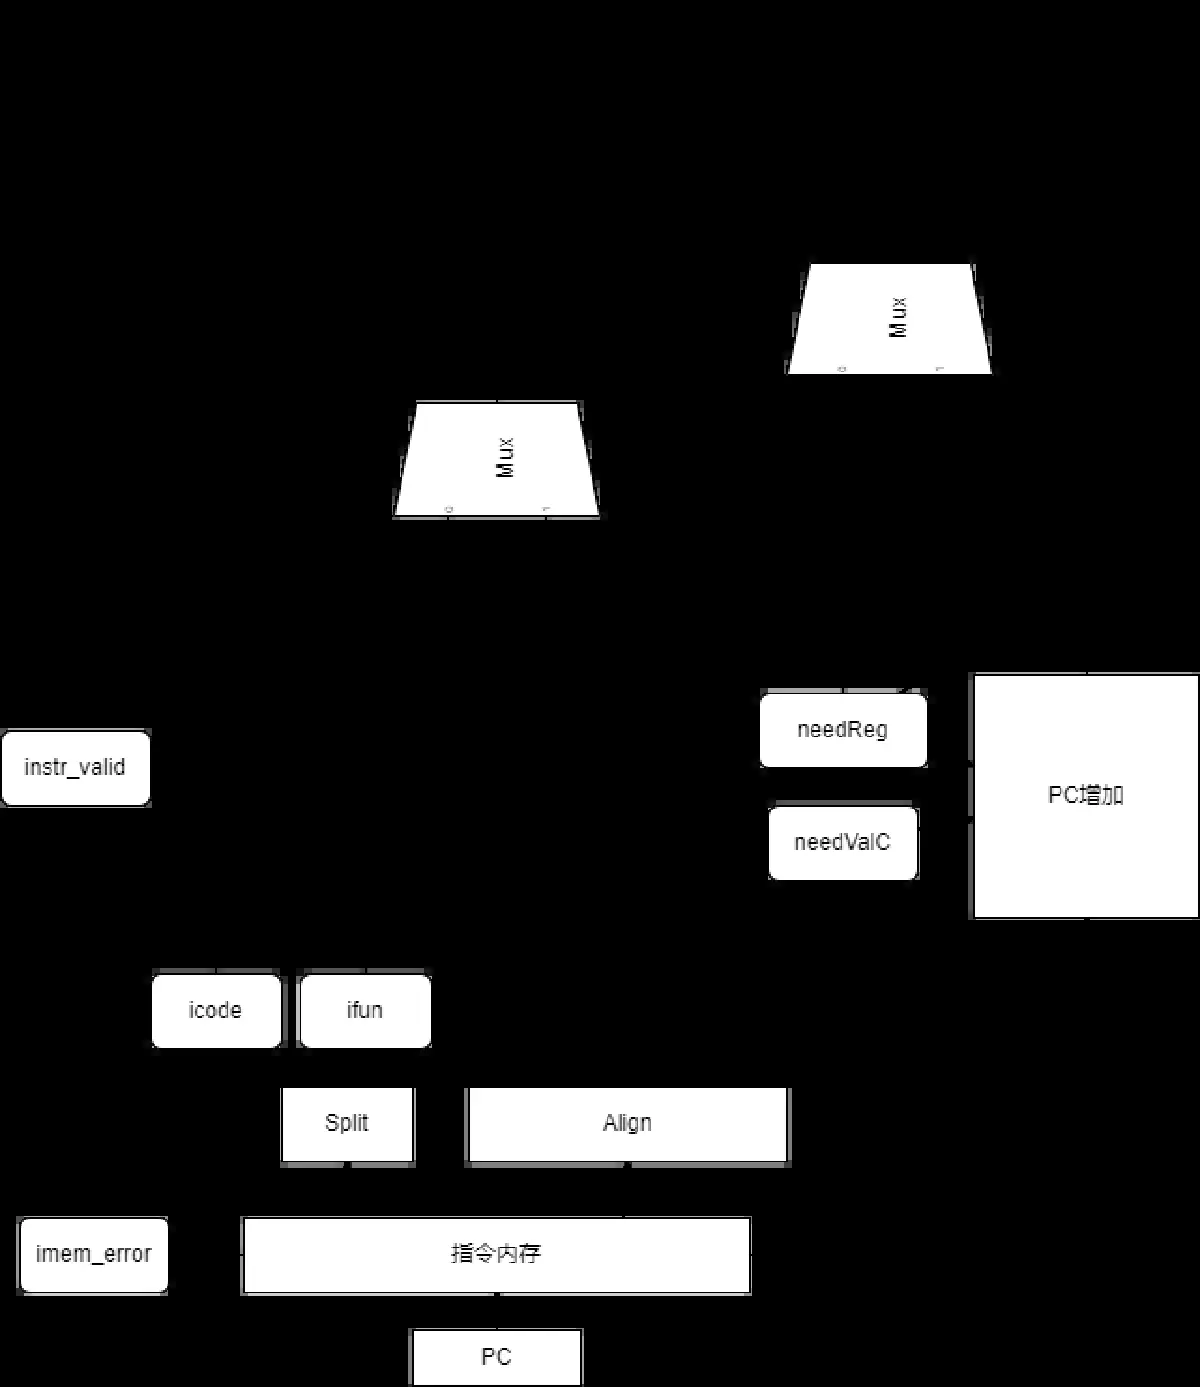 Mux
0 1
Mux
0 1
needReg
instr_valid
PC增加
needValC
icode
ifun
Split
Align
imem_error
指令内存
PC